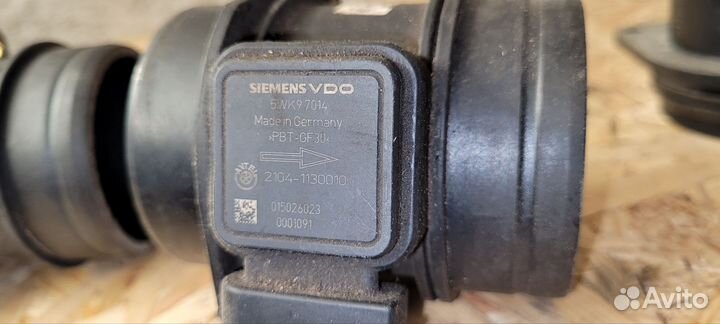 SIEMENS VDO
5WK9 7014
Made in Germany
>PBT-GF30<
2104-1130010
015026023
0001091
Avito